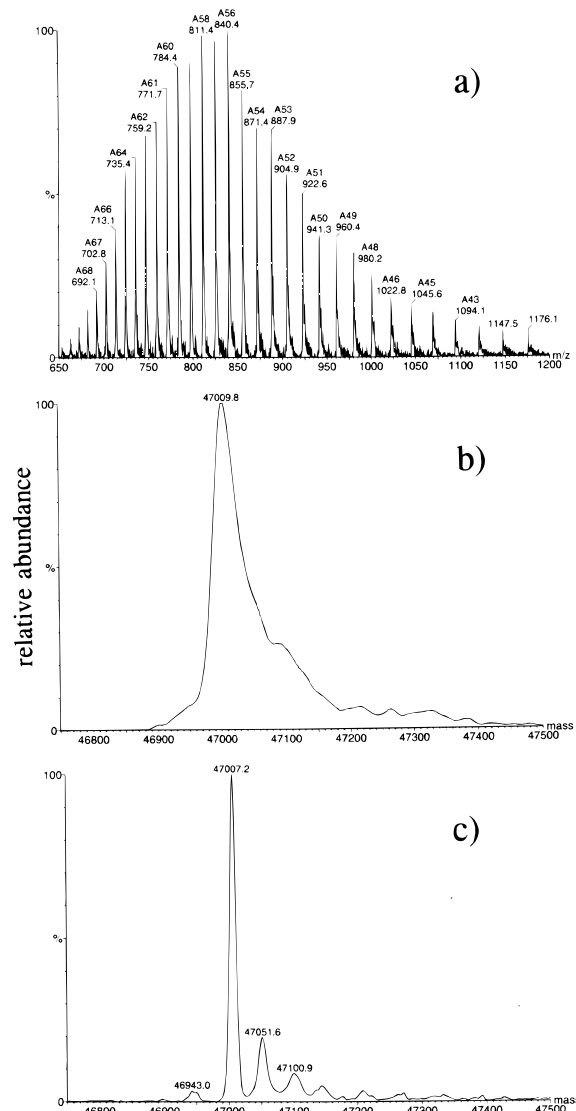 100
A56
840.4
A58
811.4
A60
784.4
a)
A55
855,7
A61
771.7
A54
871.4
A53
887.9
A62
759.2
A64
735.4
A52
904.9
A51
922.6
%
A66
713.1
A50
941.3
A49
960.4
A67
702.8
A48
980.2
A68
692.1
A46
1022.8
A45
1045.6
A43
1094.1
1147.5
1176.1
0
m/z
650 700 750 800 850 900 950 1000 1050 1100 1150 1200
100
47009.8
b)
%
relative abundance
0
mass
46800 46900 47000 47100 47200 47300 47400 47500
100
47007.2
c)
%
47051.6
47100.9
46943.0
0
mass
46800 46900 47000 47100 47200 47300 47400 47500